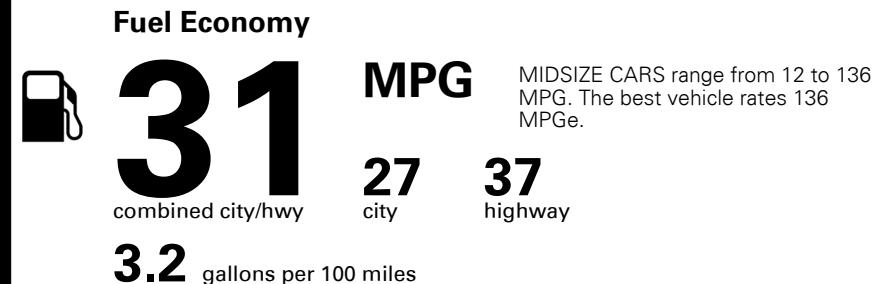 Fuel Economy
31
MPG
MIDSIZE CARS range from 12 to 136
MPG. The best vehicle rates 136
MPGe.
27 37
combined city/hwy city highway
3.2 gallons per 100 miles